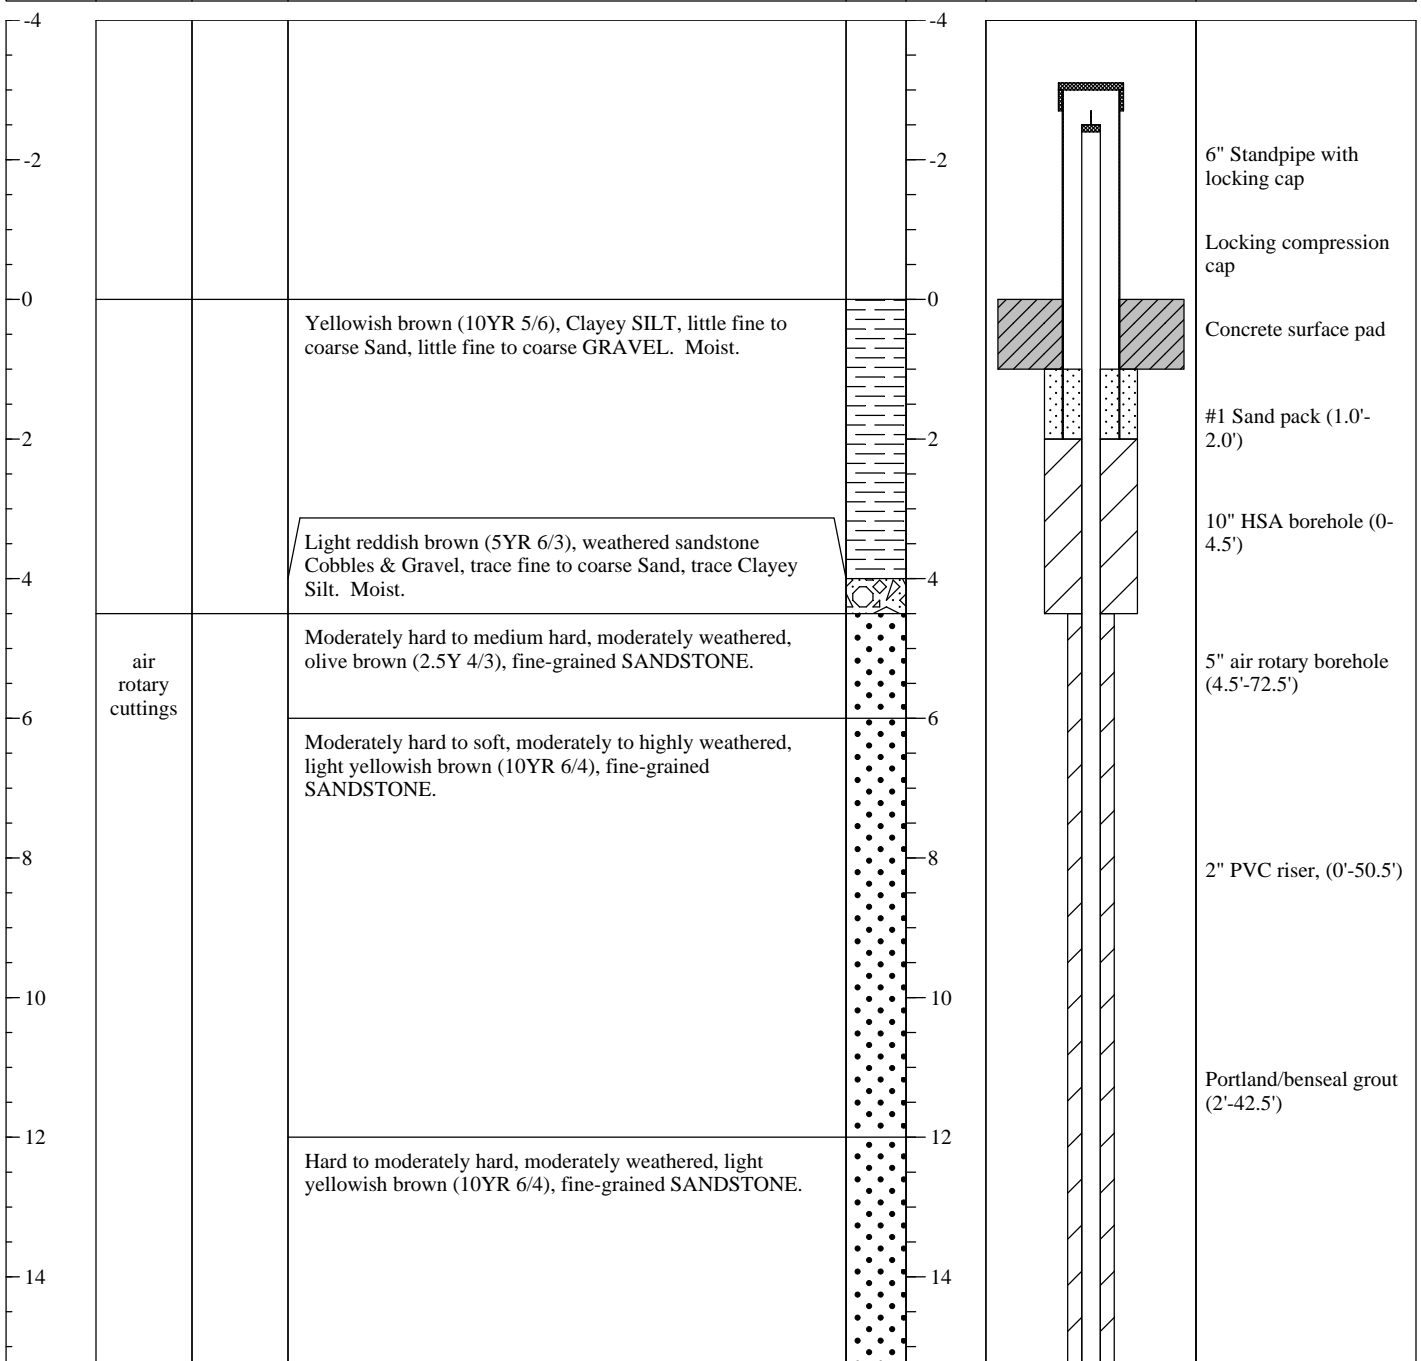 -4
-4
-2
-2
6" Standpipe with
locking cap
Locking compression
cap
0
0
Yellowish brown (10YR 5/6), Clayey SILT, little fine to
coarse Sand, little fine to coarse GRAVEL.  Moist.
Concrete surface pad
#1 Sand pack (1.0'-
2.0')
2
2
10" HSA borehole (0-
4.5')
Light reddish brown (5YR 6/3), weathered sandstone
Cobbles & Gravel, trace fine to coarse Sand, trace Clayey
Silt.  Moist.
4
4
Moderately hard to medium hard, moderately weathered,
olive brown (2.5Y 4/3), fine-grained SANDSTONE.
air
rotary
cuttings
5" air rotary borehole
(4.5'-72.5')
6
6
Moderately hard to soft, moderately to highly weathered,
light yellowish brown (10YR 6/4), fine-grained
SANDSTONE.
8
8
2" PVC riser, (0'-50.5')
10
10
Portland/benseal grout
(2'-42.5')
12
12
Hard to moderately hard, moderately weathered, light
yellowish brown (10YR 6/4), fine-grained SANDSTONE.
14
14